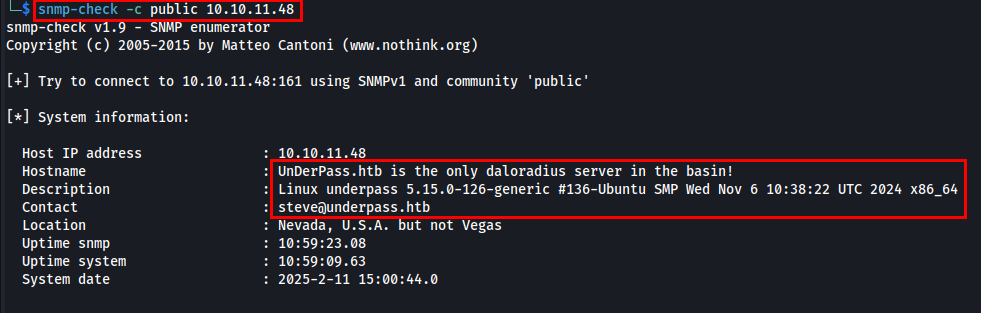 └─$ snmp-check -c public 10.10.11.48
snmp-check v1.9 - SNMP enumerator
Copyright (c) 2005-2015 by Matteo Cantoni (www.nothink.org)
[+] Try to connect to 10.10.11.48:161 using SNMPv1 and community 'public'
[*] System information:
Host IP address : 10.10.11.48
Hostname : UnDerPass.htb is the only daloradius server in the basin!
Description : Linux underpass 5.15.0-126-generic #136-Ubuntu SMP Wed Nov 6 10:38:22 UTC 2024 x86_64
Contact : steve@underpass.htb
Location : Nevada, U.S.A. but not Vegas
Uptime snmp : 10:59:23.08
Uptime system : 10:59:09.63
System date : 2025-2-11 15:00:44.0